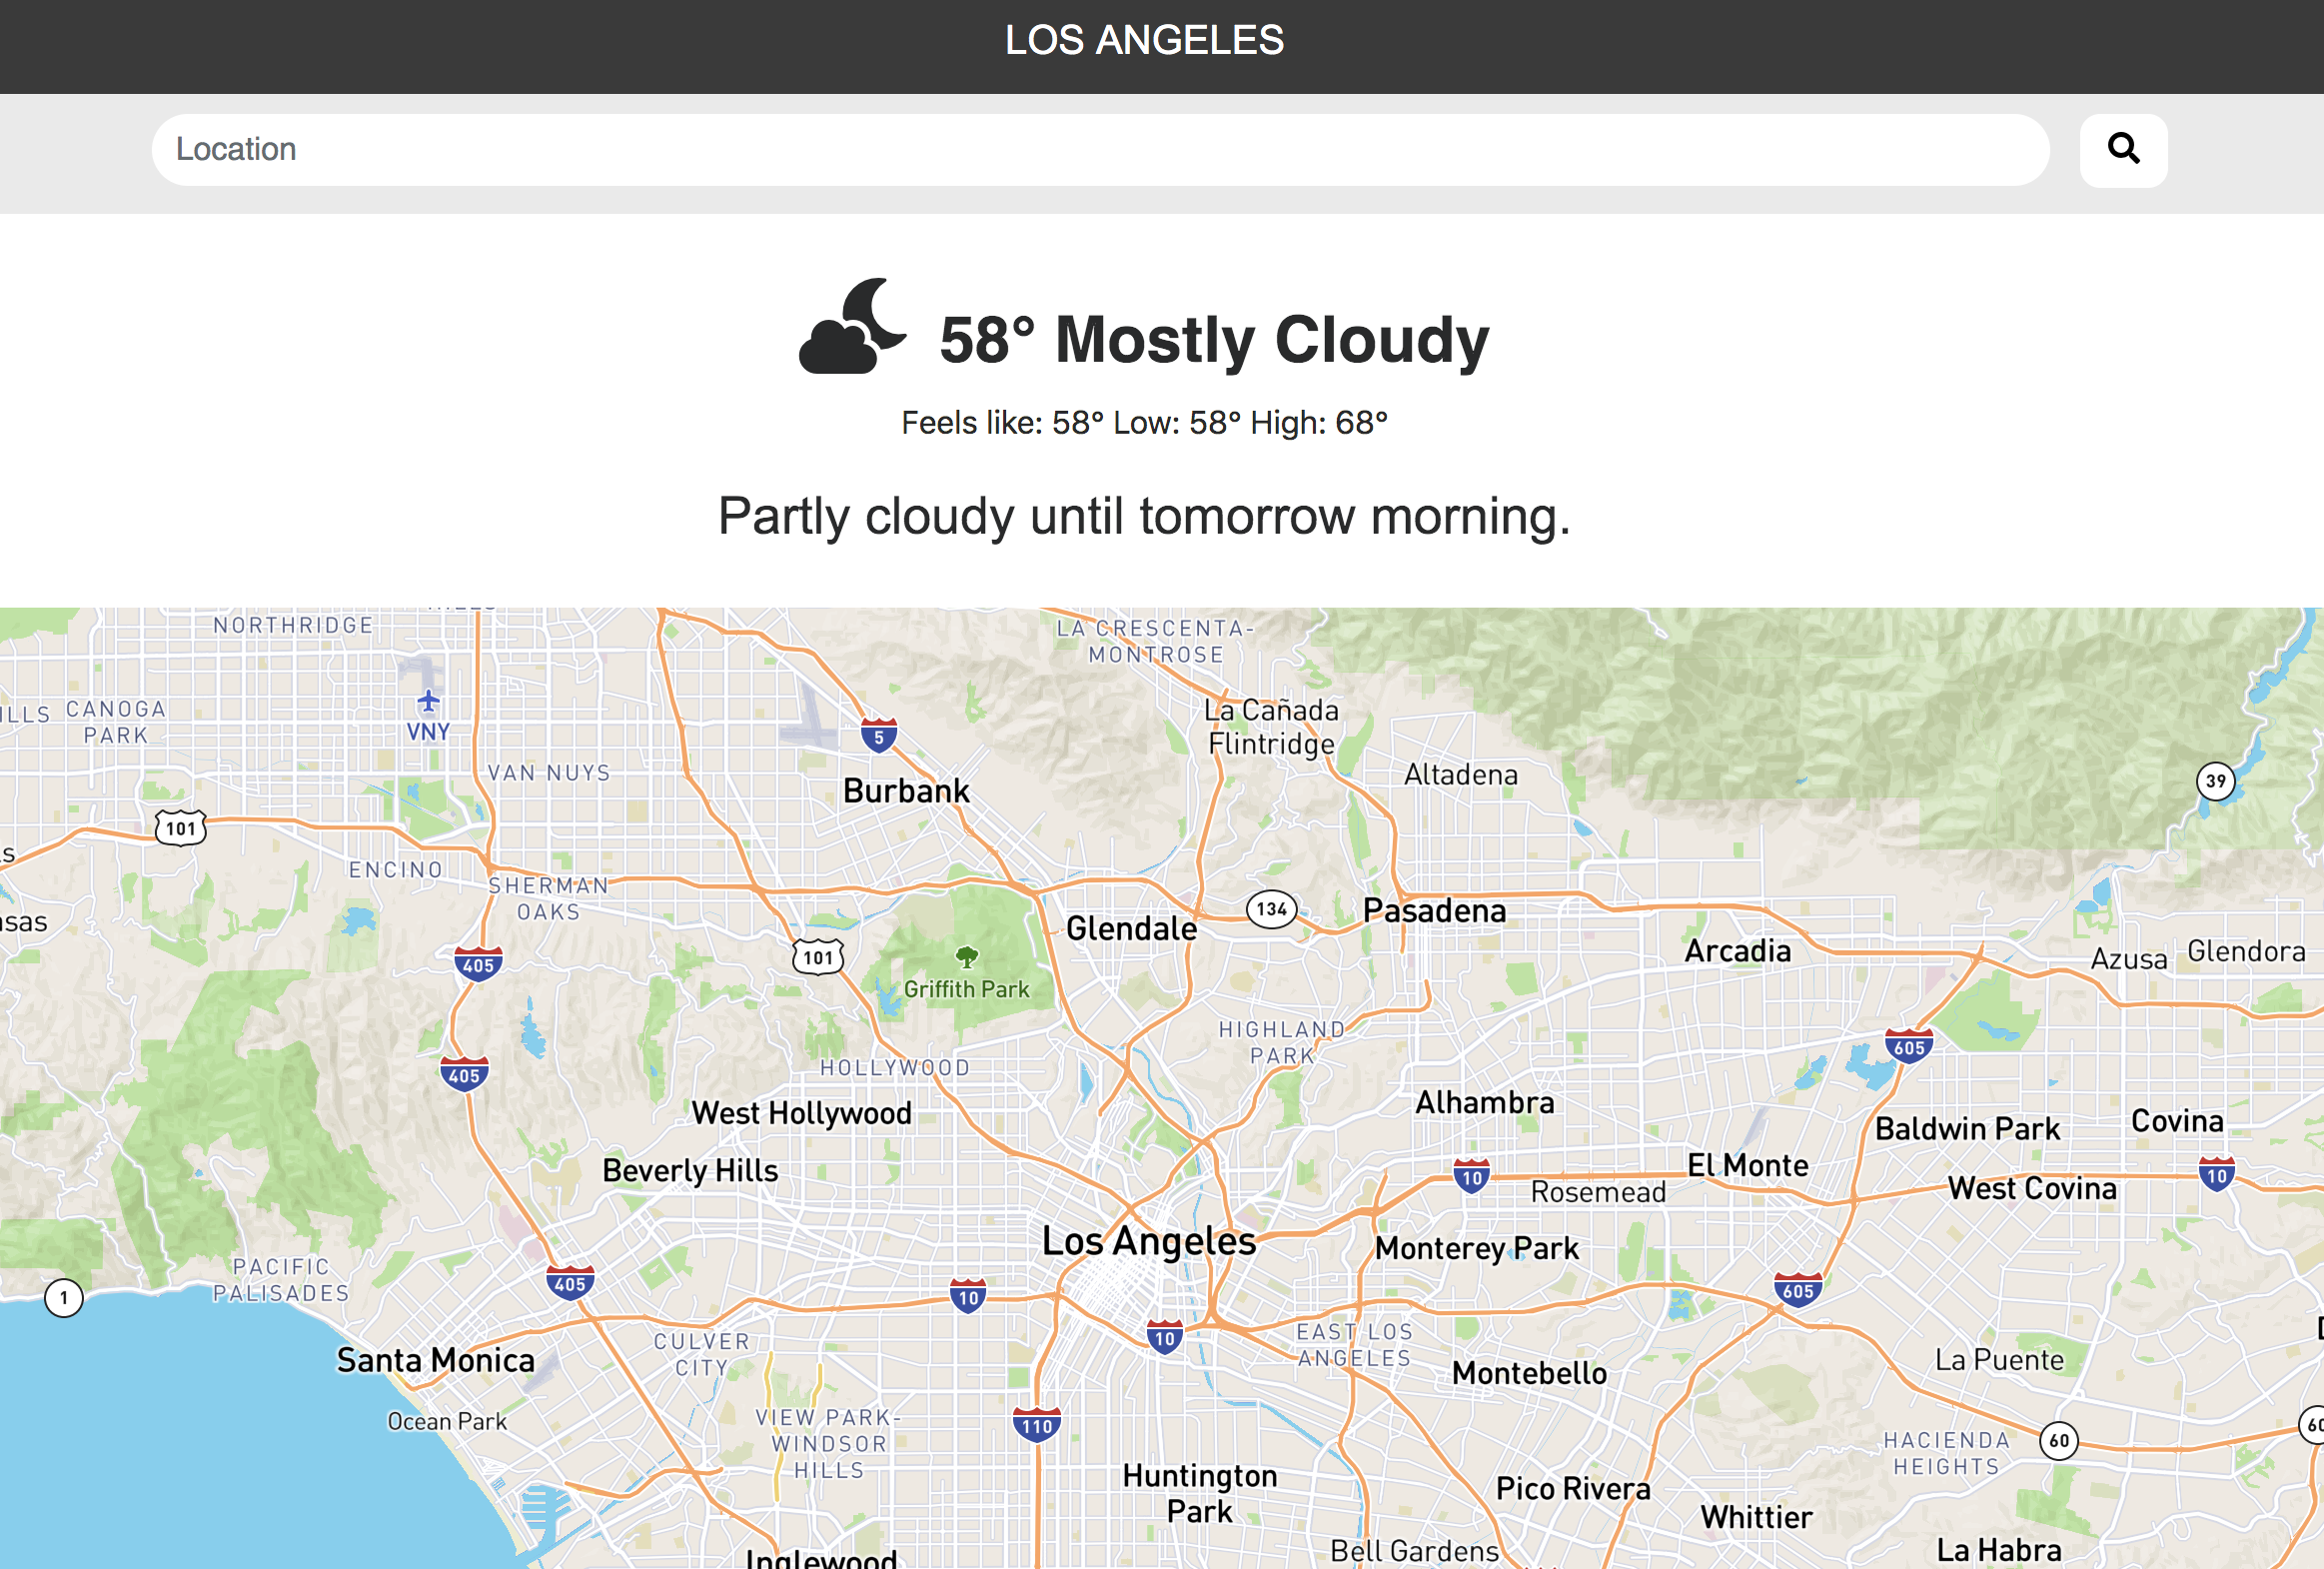 LOS ANGELES
Location
58° Mostly Cloudy
Feels like: 58° Low: 58° High: 68°
Partly cloudy until tomorrow morning.
NORTHRIDGE
LA CRESCENTA-
MONTROSE
CANOGA
PARK
VNY
5
La Cañada
Flintridge
VAN NUYS
Burbank
Altadena
39
101
ENCINO
SHERMAN
OAKS
Glendale
134
Pasadena
Arcadia
Azusa
Glendora
405
101
Griffith Park
HIGHLAND
PARK
605
405
HOLLYWOOD
West Hollywood
Alhambra
Baldwin Park
Covina
Beverly Hills
10
El Monte
Rosemead
West Covina
10
Los Angeles
Monterey Park
PACIFIC
PALISADES
1
405
10
605
10
CULVER
CITY
EAST LOS
ANGELES
Santa Monica
Montebello
La Puente
Ocean Park
VIEW PARK-
WINDSOR
HILLS
110
60
60
HACIENDA
HEIGHTS
Huntington
Park
Pico Rivera
Whittier
Inglewood
Bell Gardens
La Habra